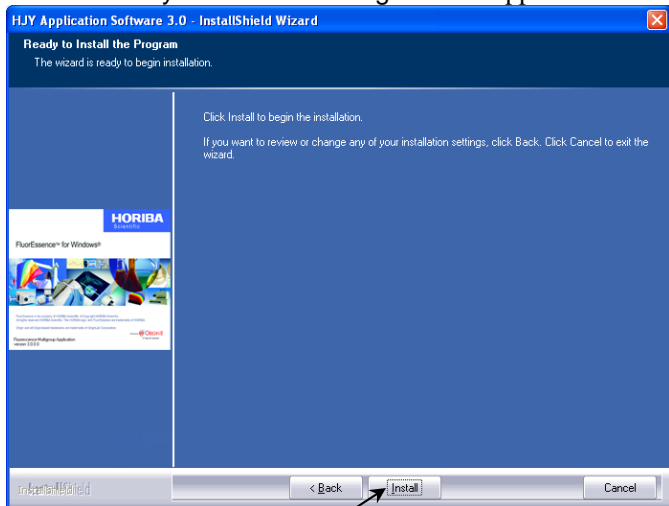 HJY Application Software 3.0 - InstallShield Wizard
Ready to Install the Program
The wizard is ready to begin installation.
Click Install to begin the installation.
If you want to review or change any of your installation settings, click Back. Click Cancel to exit the
wizard.
HORIBA
Scientific
FluorEssence™ for Windows®
ORIGIN
InstallShield
< Back
Install
Cancel